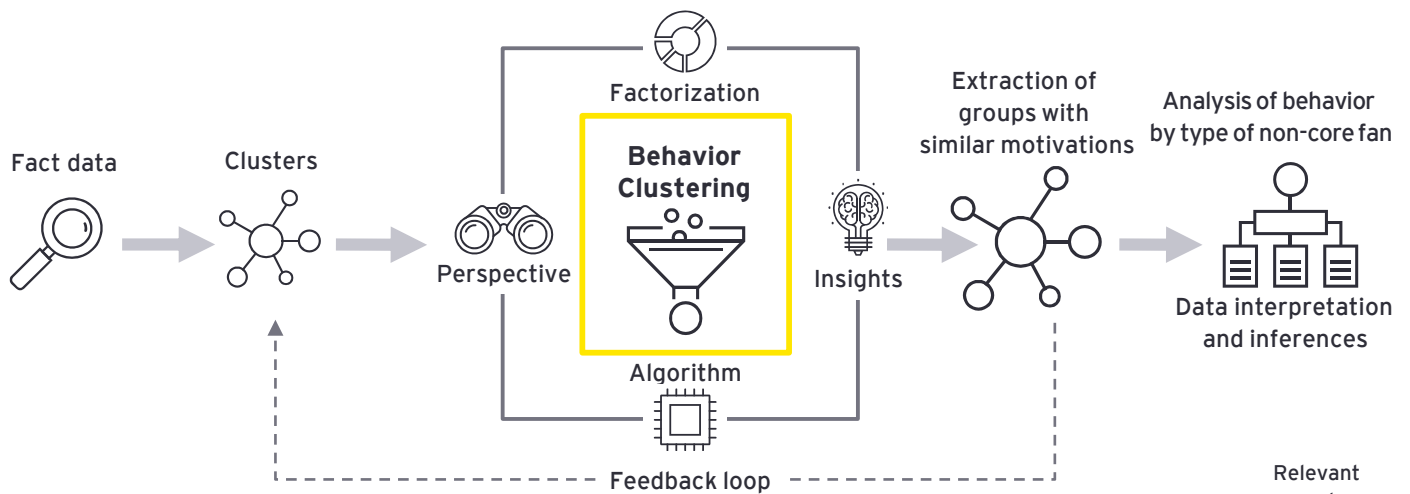 Fact data
Clusters
Perspective
Factorization
Behavior
Clustering
Algorithm
Insights
Extraction of
groups with
similar motivations
Analysis of behavior
by type of non-core fan
Data interpretation
and inferences
Feedback loop
Relevant